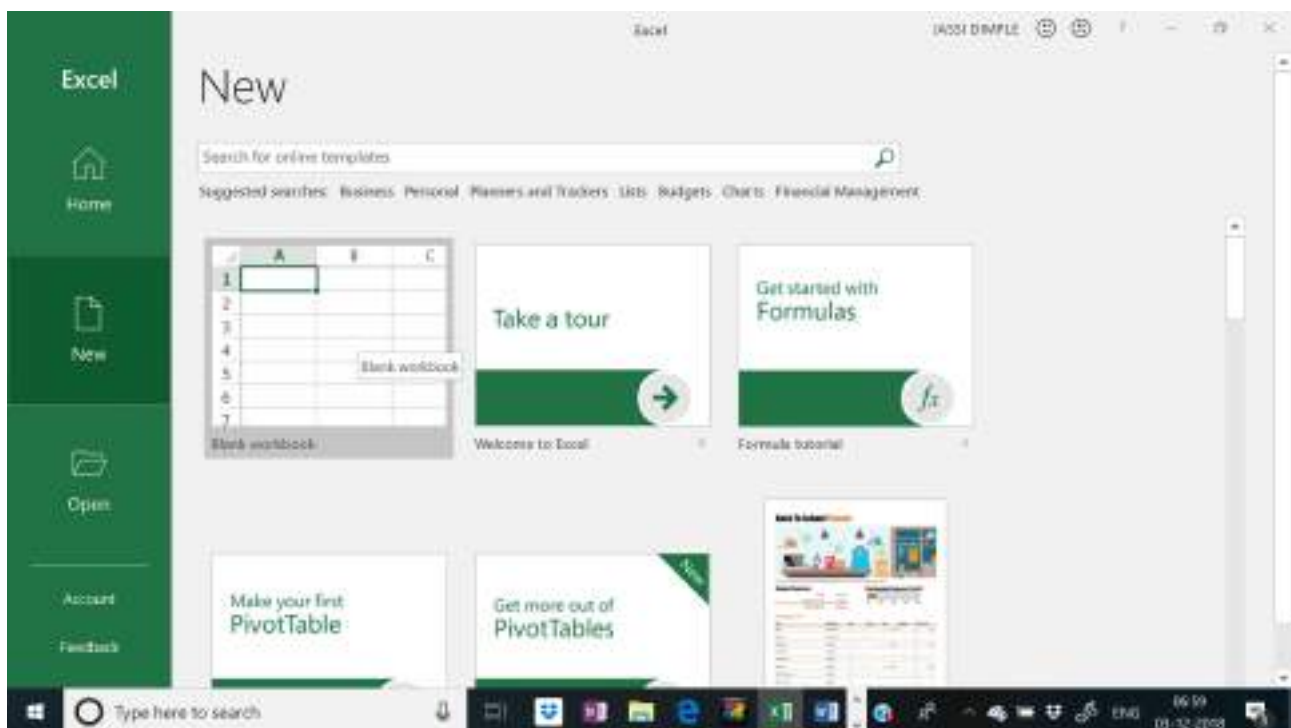 Excel
JASSI DIMPLE
?
Excel
New
Home
New
Open
Account
Feedback
Search for online templates
Suggested searches: Business Personal Planners and Trackers Lists Budgets Charts Financial Management
A B C
1
2
3
4
5
6
7
Blank workbook
Blank workbook
Take a tour
Welcome to Excel
Get started with
Formulas
fx
Formula tutorial
Make your first
PivotTable
Get more out of
PivotTables
New
Type here to search
ENG
06:59